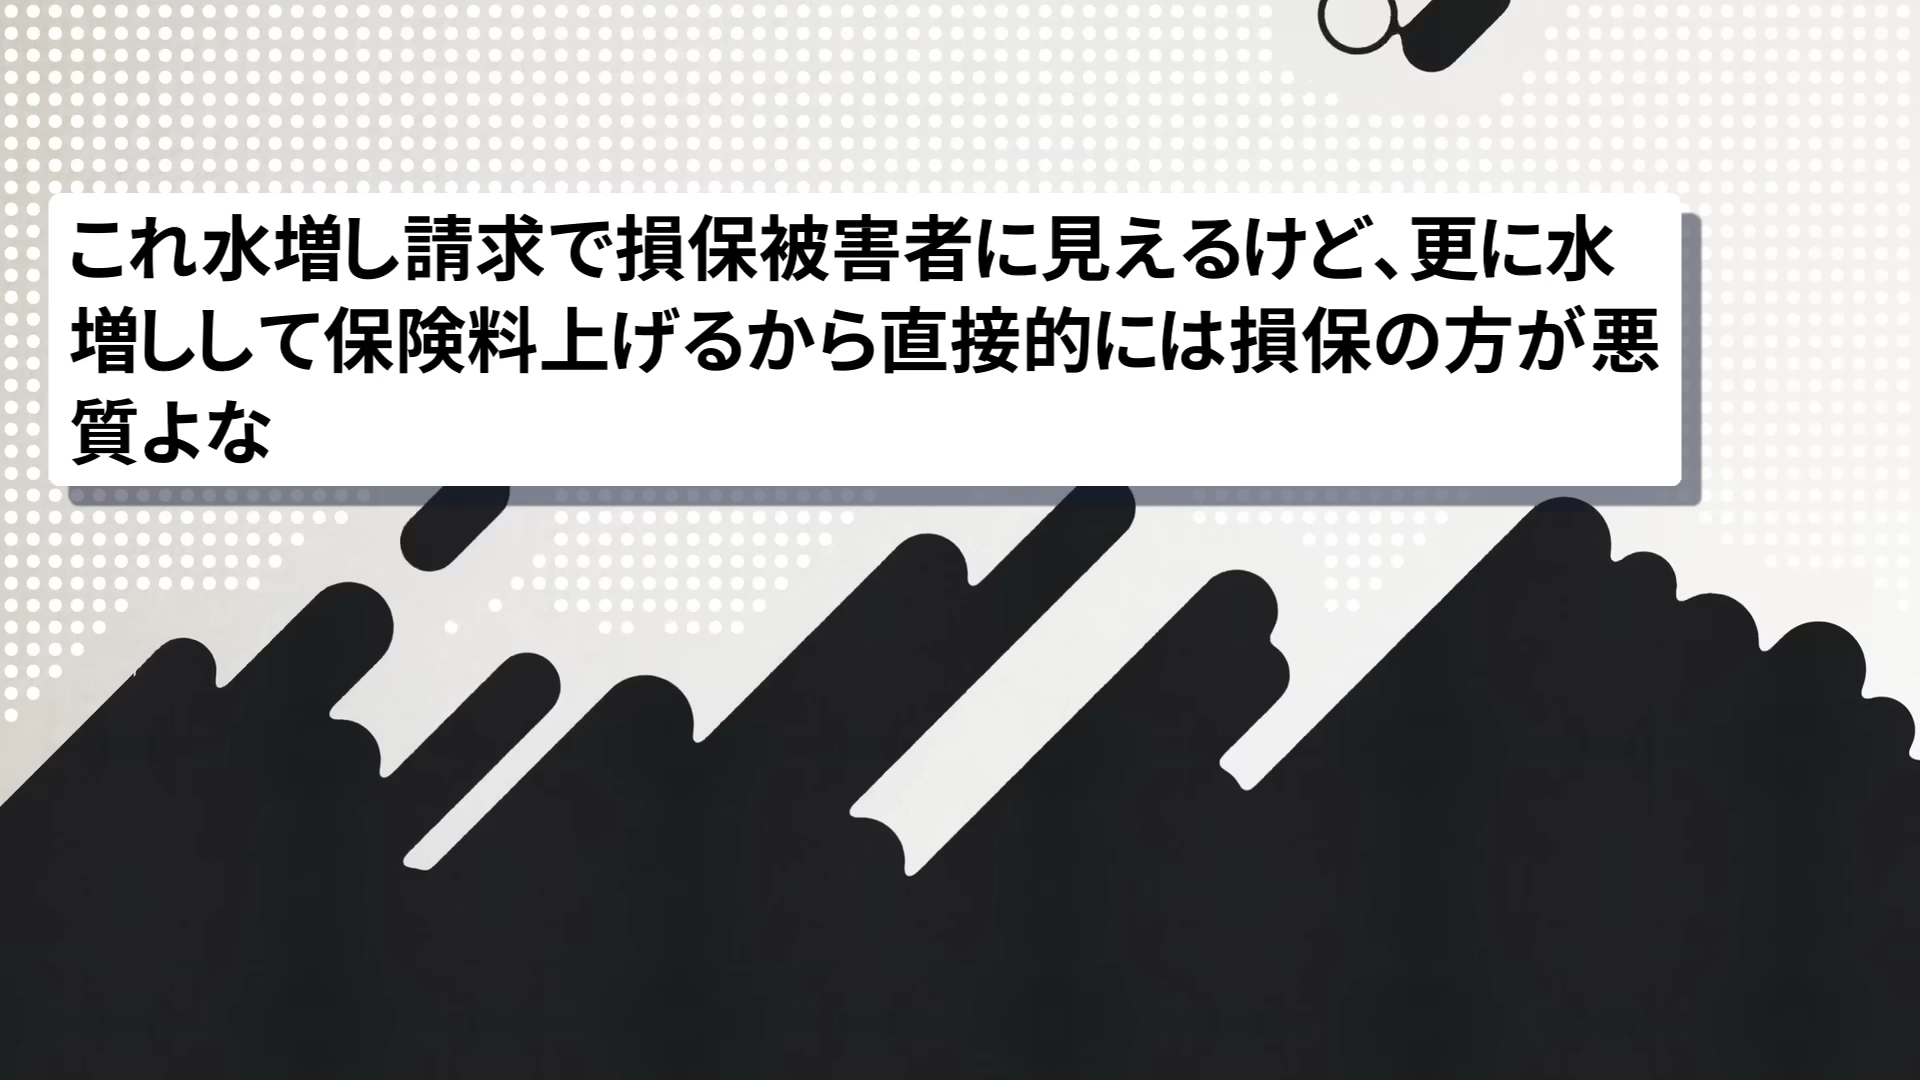 これ水増し請求で損保被害者に見えるけど、更に水
増しして保険料上げるから直接的には損保の方が悪
質よな